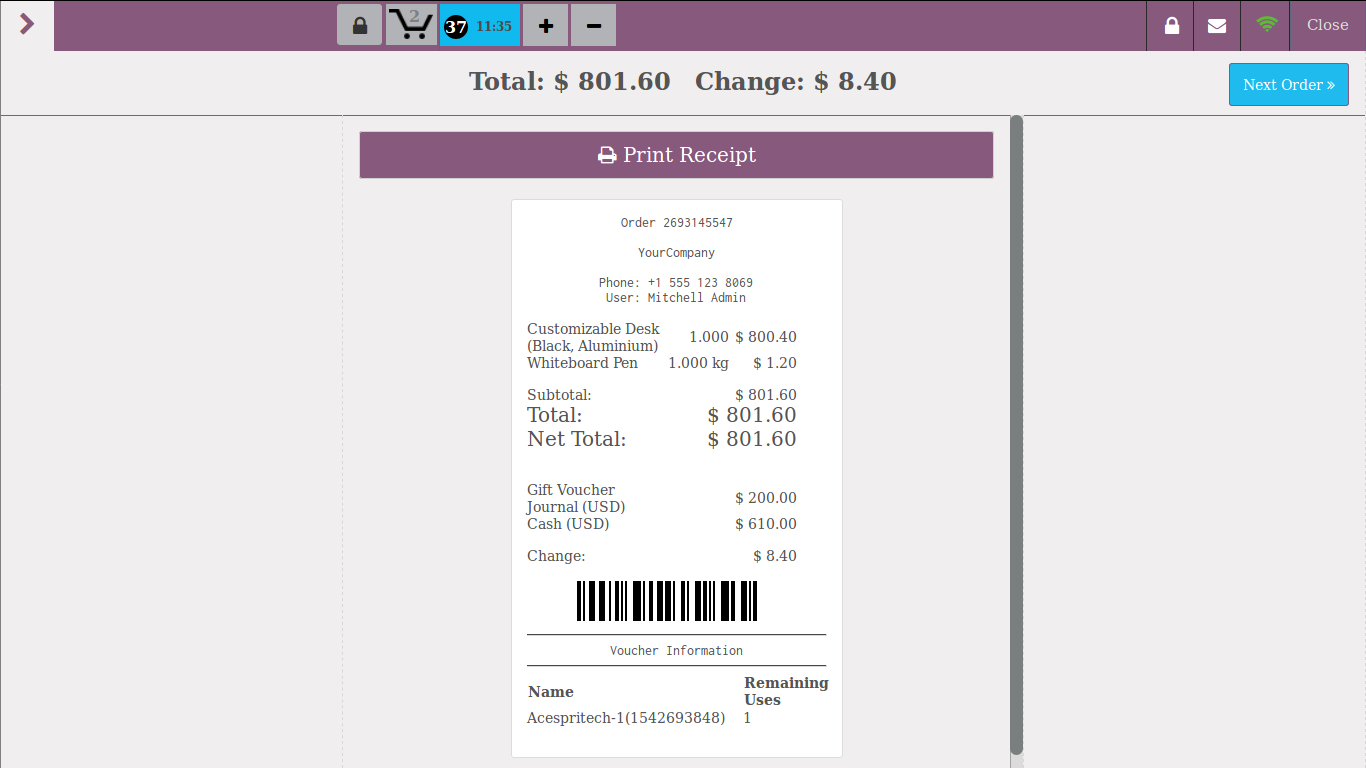 2
37 11:35
Close
Total: $ 801.60 Change: $ 8.40
Next Order »
Print Receipt
Order 2693145547
YourCompany
Phone: +1 555 123 8069
User: Mitchell Admin
Customizable Desk
(Black, Aluminium) 1.000 $ 800.40
Whiteboard Pen 1.000 kg $ 1.20
Subtotal: $ 801.60
Total: $ 801.60
Net Total: $ 801.60
Gift Voucher
Journal (USD) $ 200.00
Cash (USD) $ 610.00
Change: $ 8.40
Voucher Information
Name Remaining
Uses
Acespritech-1(1542693848) 1